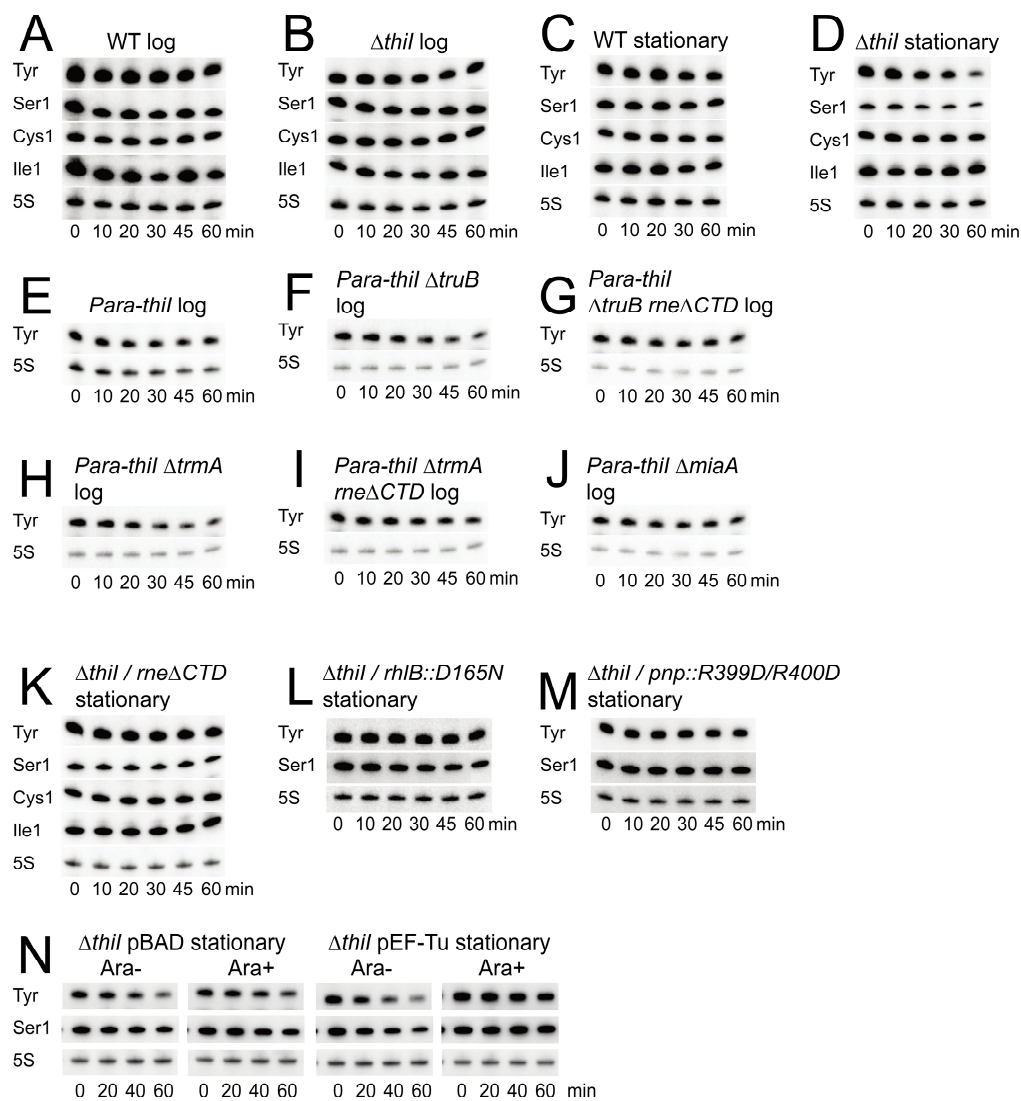 A WT log
B Δthil log
C WT stationary
D Δthil stationary
Tyr Tyr Tyr Tyr
Ser1 Ser1 Ser1 Ser1
Cys1 Cys1 Cys1 Cys1
Ile1 Ile1 Ile1 Ile1
5S 5S 5S 5S
0 10 20 30 45 60 min
0 10 20 30 45 60 min
0 10 20 30 60 min
0 10 20 30 60 min
E Para-thil log
F Para-thil ΔtruB
log
G Para-thil
ΔtruB rneΔCTD log
Tyr Tyr Tyr
5S 5S 5S
0 10 20 30 45 60 min
0 10 20 30 45 60 min
0 10 20 30 45 60 min
H Para-thil ΔtrmA
log
I Para-thil ΔtrmA
rneΔCTD log
J Para-thil ΔmiaA
log
Tyr Tyr Tyr
5S 5S 5S
0 10 20 30 45 60 min
0 10 20 30 45 60 min
0 10 20 30 45 60 min
K Δthil / rneΔCTD
stationary
L Δthil / rhlB::D165N
stationary
M Δthil / pnp::R399D/R400D
stationary
Tyr Tyr Tyr
Ser1 Ser1 Ser1
Cys1 5S 5S
0 10 20 30 45 60 min
0 10 20 30 45 60 min
Ile1
5S
0 10 20 30 45 60 min
N Δthil pBAD stationary Δthil pEF-Tu stationary
Ara- Ara+ Ara- Ara+
Tyr
Ser1
5S
0 20 40 60 0 20 40 60 0 20 40 60 0 20 40 60 min